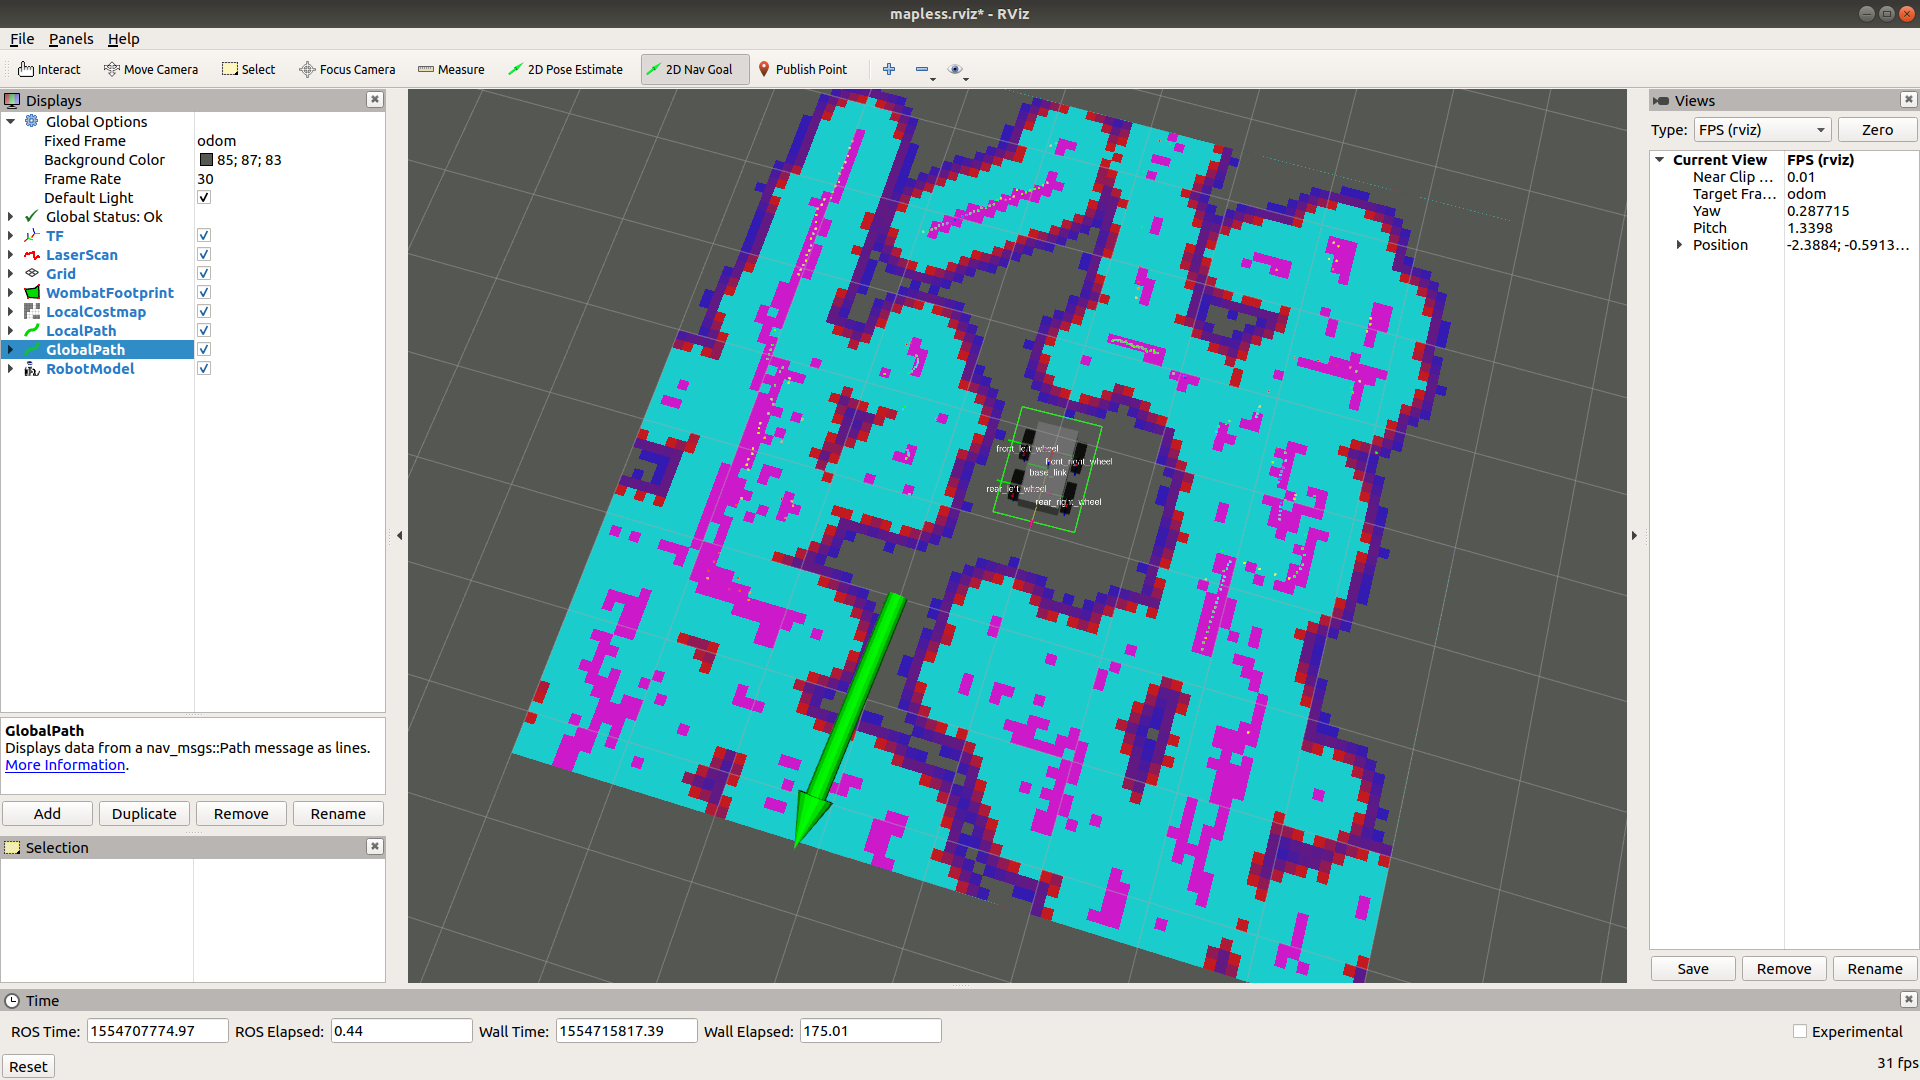 mapless.rviz* - RViz
File Panels Help
Interact Move Camera Select Focus Camera Measure 2D Pose Estimate 2D Nav Goal Publish Point
Displays
Global Options
Fixed Frame odom
Background Color 85; 87; 83
Frame Rate 30
Default Light
Global Status: Ok
TF
LaserScan
Grid
WombatFootprint
LocalCostmap
LocalPath
GlobalPath
RobotModel
GlobalPath
Displays data from a nav_msgs::Path message as lines.
More Information.
Add Duplicate Remove Rename
Selection
front_left_wheel
front_right_wheel
base_link
rear_left_wheel
rear_right_wheel
Views
Type: FPS (rviz) Zero
Current View FPS (rviz)
Near Clip ... 0.01
Target Fra... odom
Yaw 0.287715
Pitch 1.3398
Position -2.3884; -0.5913...
Save Remove Rename
Time
ROS Time: 1554707774.97 ROS Elapsed: 0.44 Wall Time: 1554715817.39 Wall Elapsed: 175.01 Experimental
Reset 31 fps